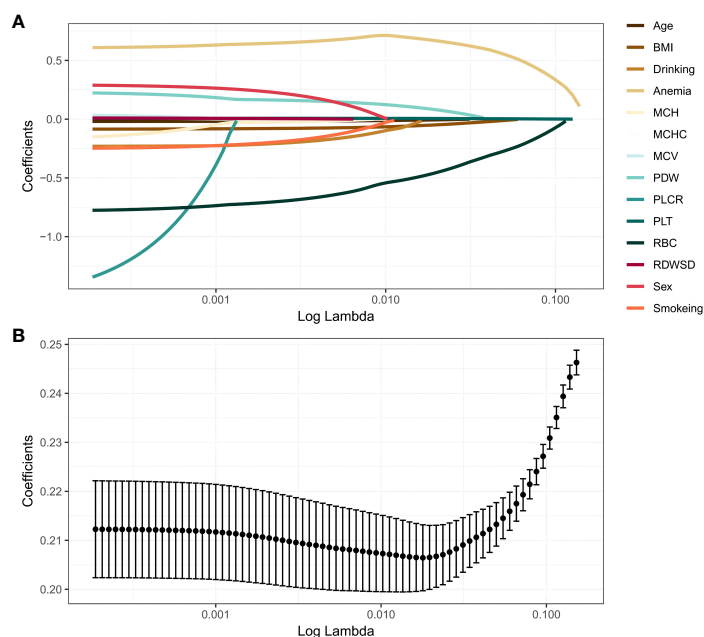 A
Coefficients
0.5
0.0
−0.5
−1.0
0.001 0.010 0.100
Log Lambda
Age
BMI
Drinking
Anemia
MCH
MCHC
MCV
PDW
PLCR
PLT
RBC
RDWSD
Sex
Smokeing
B
Coefficients
0.25
0.24
0.23
0.22
0.21
0.20
0.001 0.010 0.100
Log Lambda